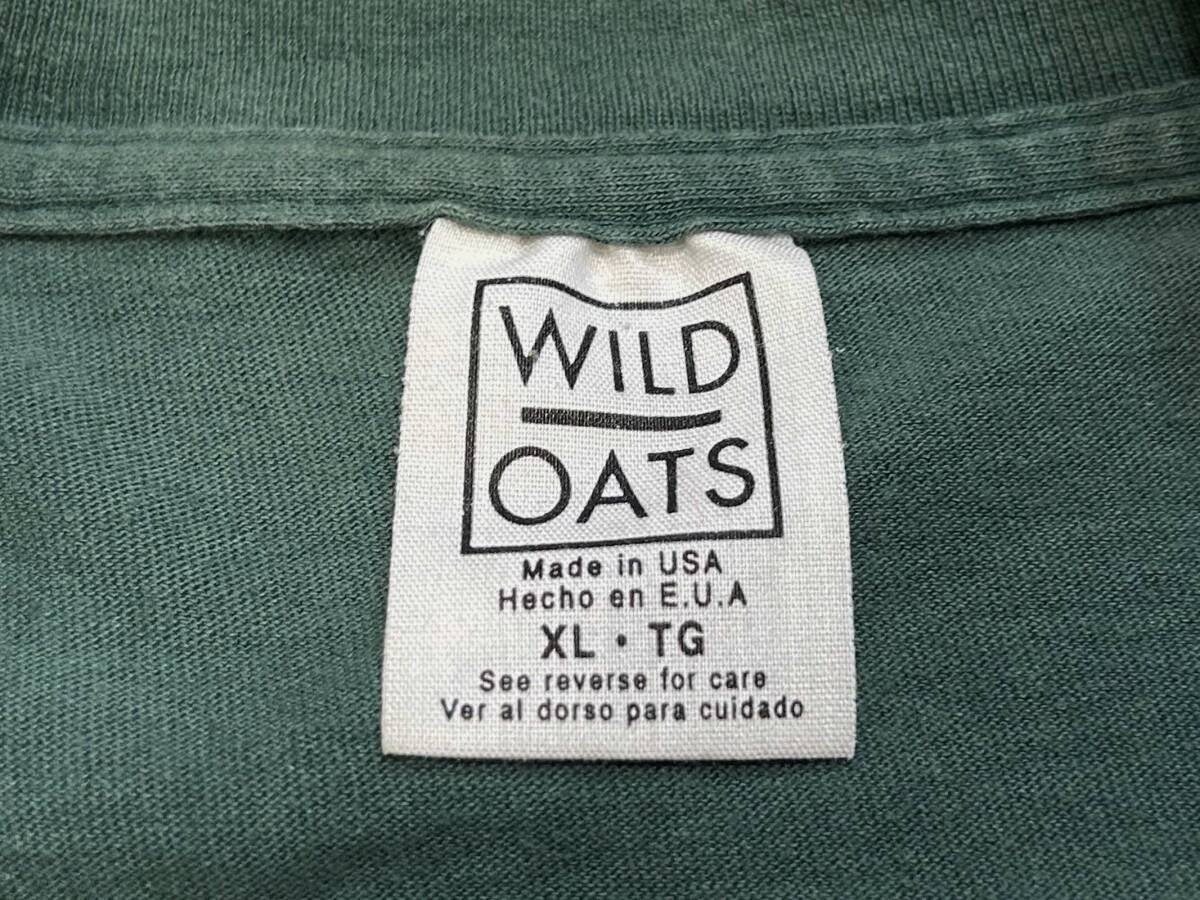 WILD
OATS
Made in USA
Hecho en E.U.A
XL • TG
See reverse for care
Ver al dorso para cuidado